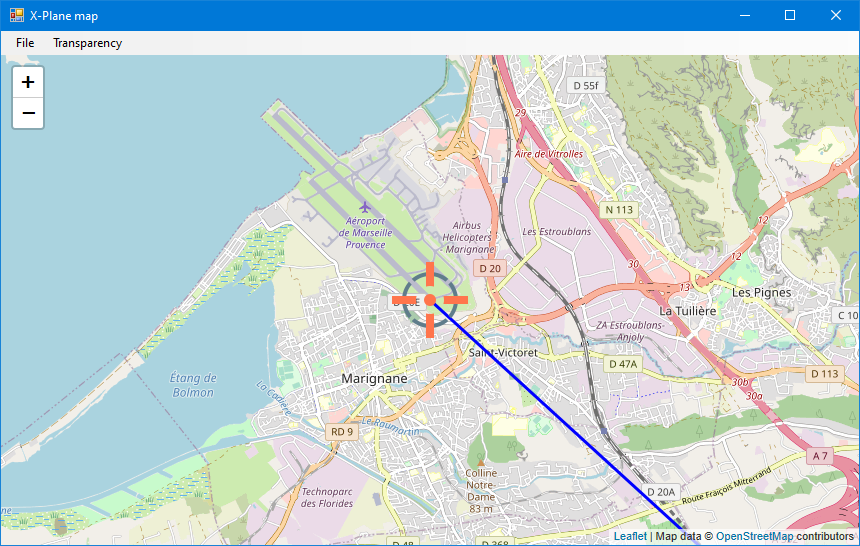 X-Plane map
File Transparency
+
−
D 55f
29
Aire de Vitrolles
N 113
12
Aéroport
de Marseille
Provence
Airbus
Helicopters
Marignane
Les Estroublans
12
D 20
30
Les Pignes
La Tuilière
C 10
ZA Estroublans-
Anjoly
Saint-Victoret
D 47A
D 113
Étang de
Bolmon
Marignane
30b
30a
La Cadière
Le Raumartin
RD 9
A 7
Colline
Notre-
Dame
83 m
Technoparc
des Florides
D 20A
Route François Mitterrand
D 48
D 368
Leaflet | Map data © OpenStreetMap contributors